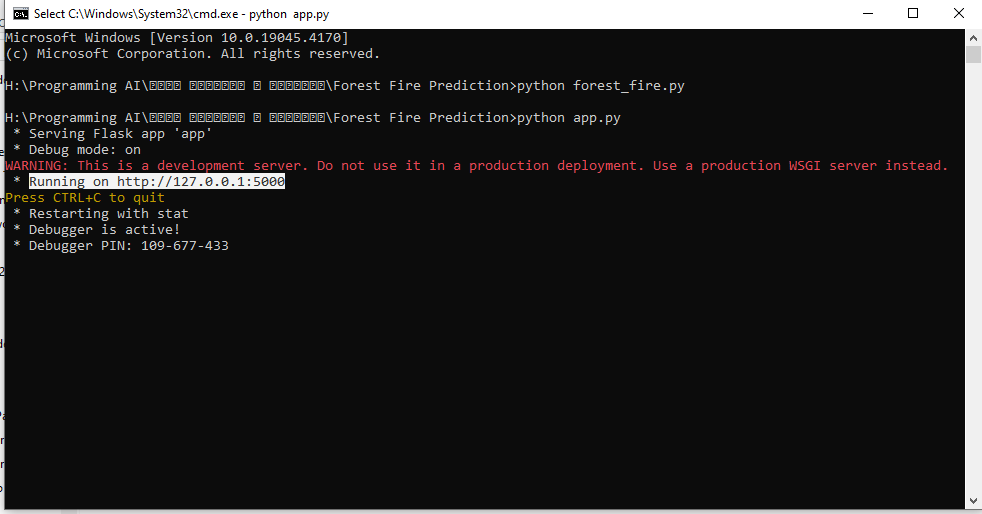 Select C:\Windows\System32\cmd.exe - python app.py
Microsoft Windows [Version 10.0.19045.4170]
(c) Microsoft Corporation. All rights reserved.
H:\Programming AI\ \Forest Fire Prediction>python forest_fire.py
H:\Programming AI\ \Forest Fire Prediction>python app.py
* Serving Flask app 'app'
* Debug mode: on
WARNING: This is a development server. Do not use it in a production deployment. Use a production WSGI server instead.
* Running on http://127.0.0.1:5000
Press CTRL+C to quit
* Restarting with stat
* Debugger is active!
* Debugger PIN: 109-677-433